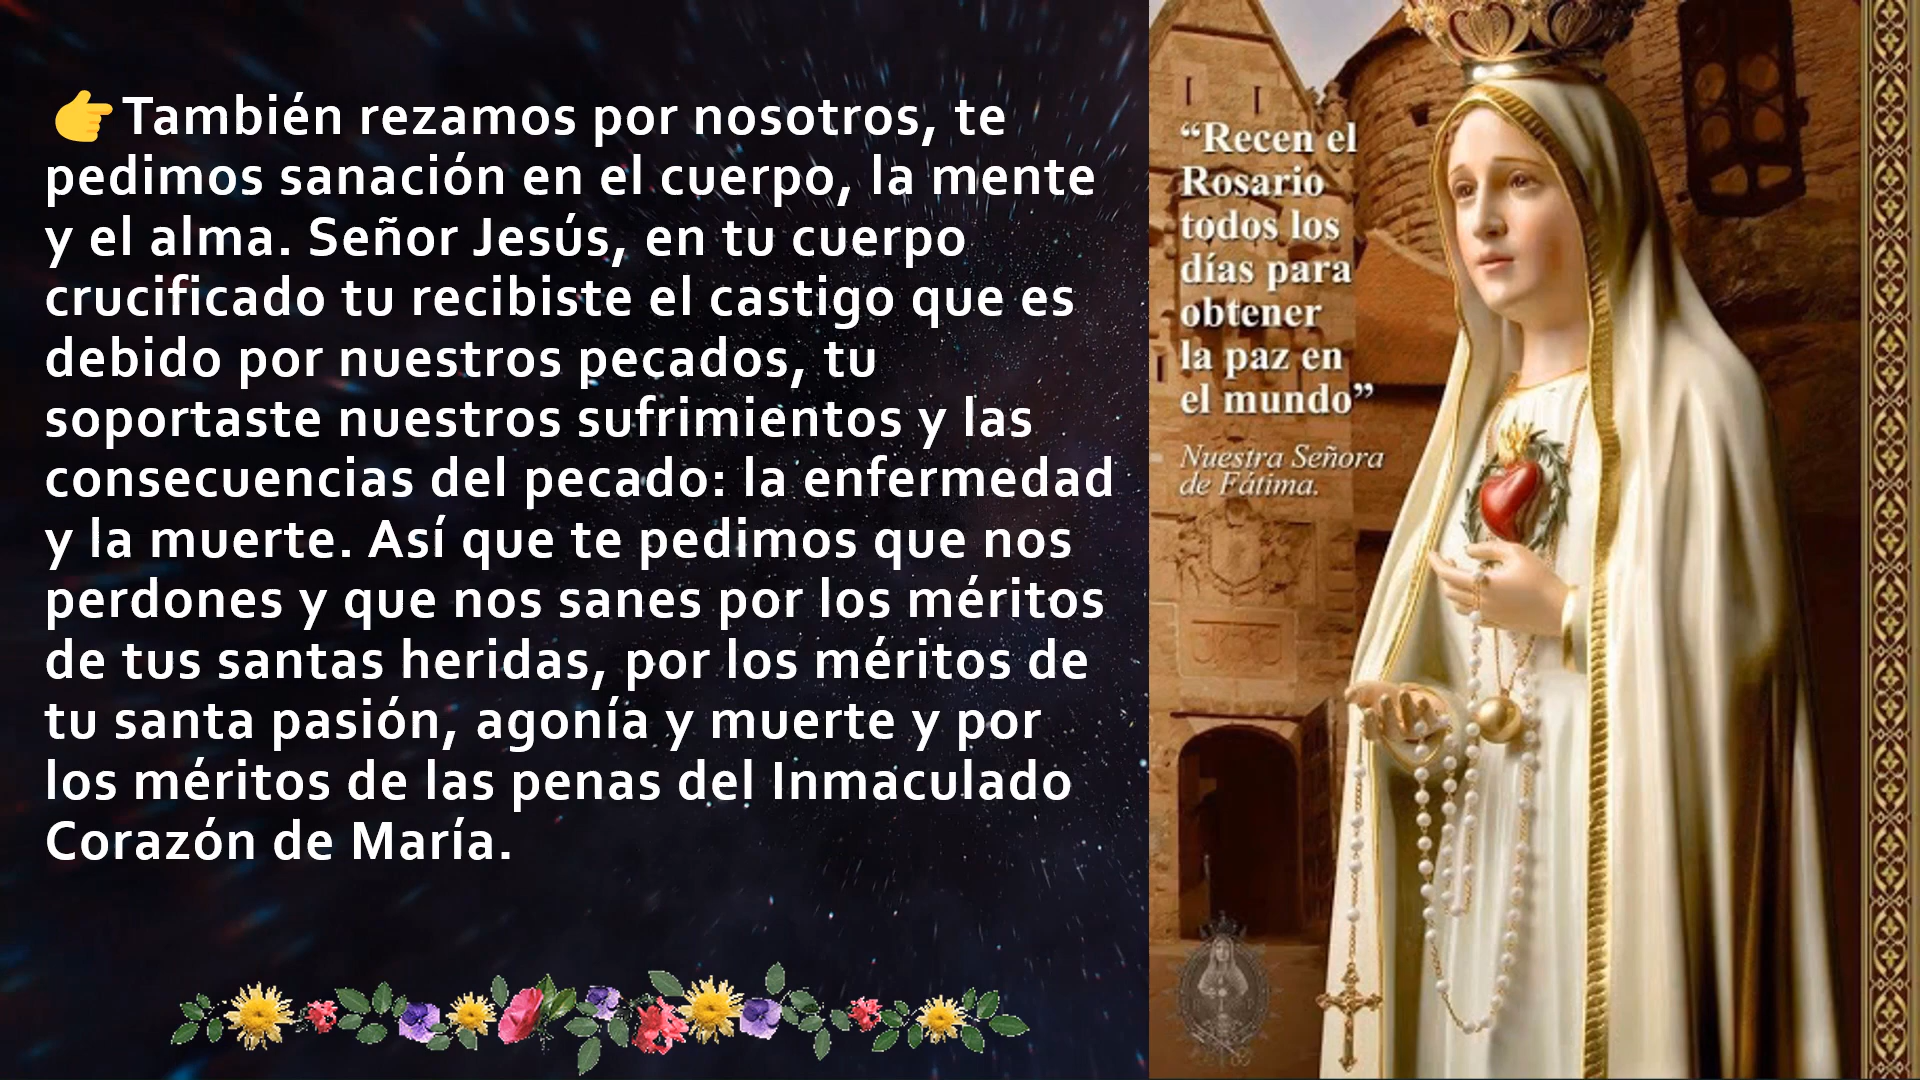 👉También rezamos por nosotros, te
pedimos sanación en el cuerpo, la mente
y el alma. Señor Jesús, en tu cuerpo
crucificado tu recibiste el castigo que es
debido por nuestros pecados, tu
soportaste nuestros sufrimientos y las
consecuencias del pecado: la enfermedad
y la muerte. Así que te pedimos que nos
perdones y que nos sanes por los méritos
de tus santas heridas, por los méritos de
tu santa pasión, agonía y muerte y por
los méritos de las penas del Inmaculado
Corazón de María.
“Recen el
Rosario
todos los
días para
obtener
la paz en
el mundo”
Nuestra Señora
de Fátima.